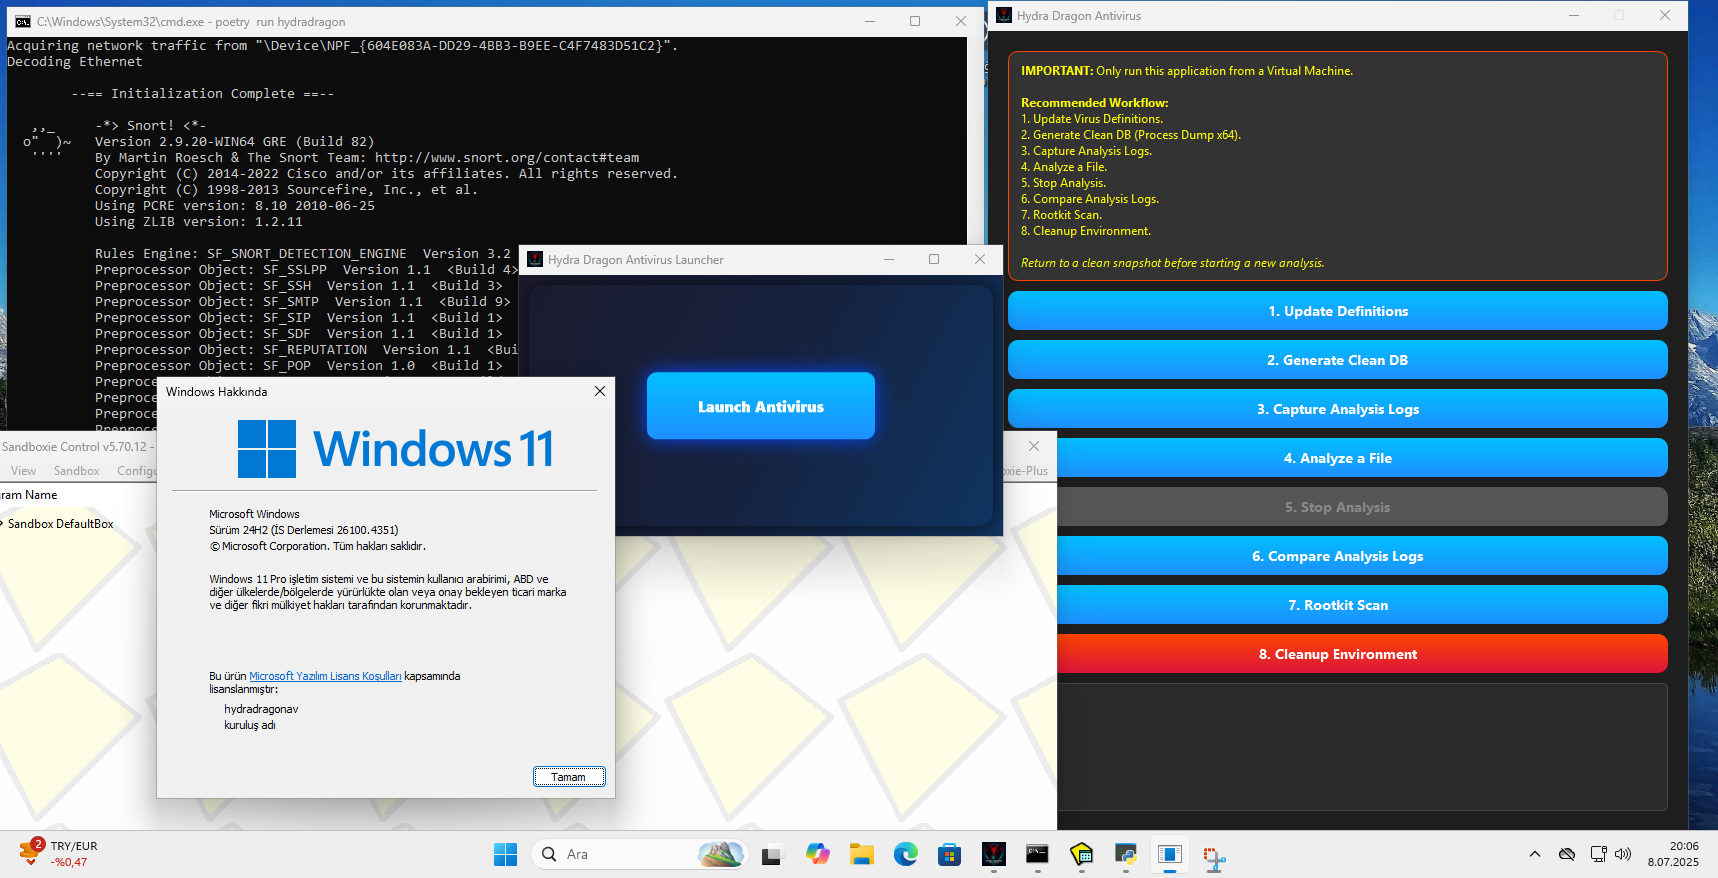 C:\Windows\System32\cmd.exe - poetry  run hydradragon
Acquiring network traffic from "\Device\NPF_{604E083A-DD29-4BB3-B9EE-C4F7483D51C2}".
Decoding Ethernet
--== Initialization Complete ==--
,,_     -*> Snort! <*-
o"  )~   Version 2.9.20-WIN64 GRE (Build 82)
''''    By Martin Roesch & The Snort Team: http://www.snort.org/contact#team
Copyright (C) 2014-2022 Cisco and/or its affiliates. All rights reserved.
Copyright (C) 1998-2013 Sourcefire, Inc., et al.
Using PCRE version: 8.10 2010-06-25
Using ZLIB version: 1.2.11
Rules Engine: SF_SNORT_DETECTION_ENGINE  Version 3.2
Preprocessor Object: SF_SSLPP  Version 1.1  <Build 4>
Preprocessor Object: SF_SSH  Version 1.1  <Build 3>
Preprocessor Object: SF_SMTP  Version 1.1  <Build 9>
Preprocessor Object: SF_SIP  Version 1.1  <Build 1>
Preprocessor Object: SF_SDF  Version 1.1  <Build 1>
Preprocessor Object: SF_REPUTATION  Version 1.1  <Bui
Preprocessor Object: SF_POP  Version 1.0  <Build 1>
Preproce
Preproce
Preproce
Hydra Dragon Antivirus Launcher
Launch Antivirus
Windows Hakkında
Windows 11
Microsoft Windows
Sürüm 24H2 (İS Derlemesi 26100.4351)
© Microsoft Corporation. Tüm hakları saklıdır.
Windows 11 Pro işletim sistemi ve bu sistemin kullanıcı arabirimi, ABD ve
diğer ülkelerde/bölgelerde yürürlükte olan veya onay bekleyen ticari marka
ve diğer fikri mülkiyet hakları tarafından korunmaktadır.
Bu ürün Microsoft Yazılım Lisans Koşulları kapsamında
lisanslanmıştır:
hydradragonav
kuruluş adı
Tamam
Sandboxie Control v5.70.12 -
View Sandbox Configu
oxie-Plus
ram Name
Sandbox DefaultBox
Hydra Dragon Antivirus
IMPORTANT: Only run this application from a Virtual Machine.
Recommended Workflow:
1. Update Virus Definitions.
2. Generate Clean DB (Process Dump x64).
3. Capture Analysis Logs.
4. Analyze a File.
5. Stop Analysis.
6. Compare Analysis Logs.
7. Rootkit Scan.
8. Cleanup Environment.
Return to a clean snapshot before starting a new analysis.
1. Update Definitions
2. Generate Clean DB
3. Capture Analysis Logs
4. Analyze a File
5. Stop Analysis
6. Compare Analysis Logs
7. Rootkit Scan
8. Cleanup Environment
2
TRY/EUR
-%0,47
Ara
20:06
8.07.2025